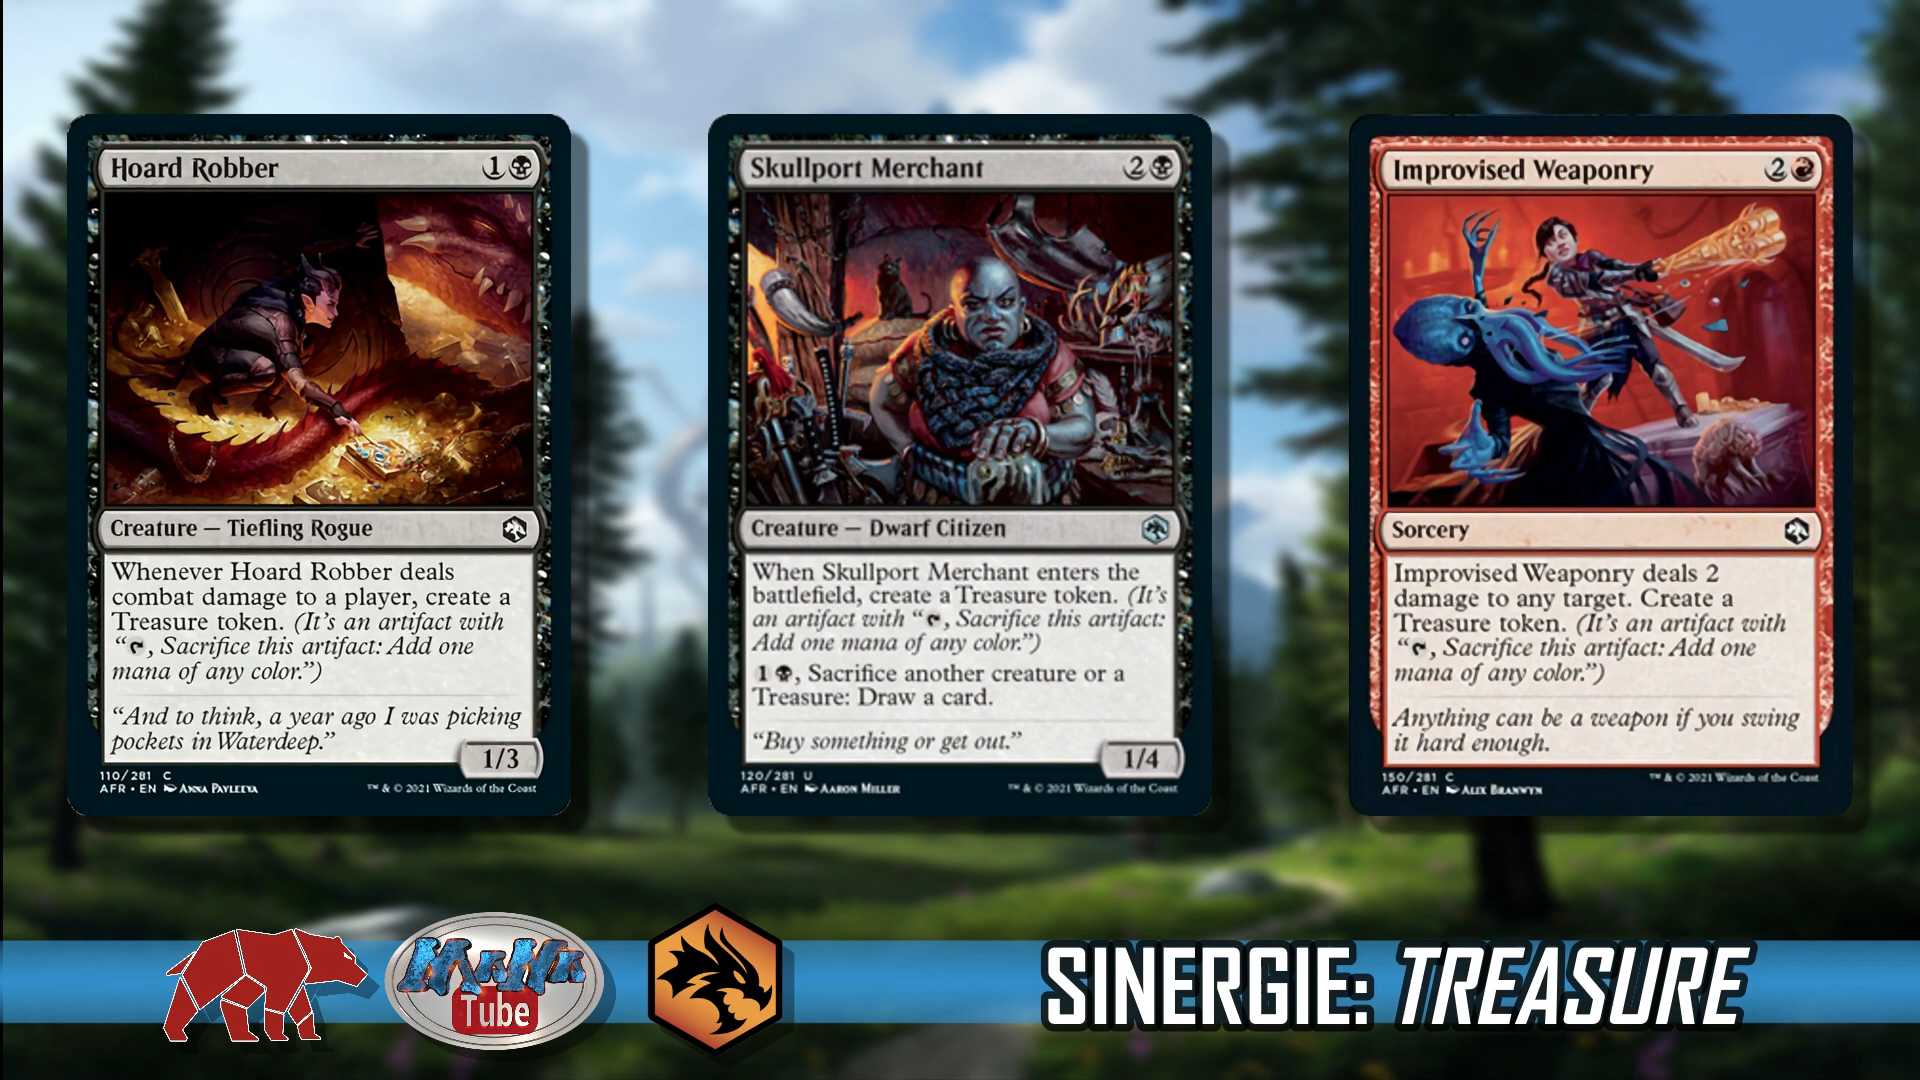 Hoard Robber 1
Creature — Tiefling Rogue
Whenever Hoard Robber deals
combat damage to a player, create a
Treasure token. (It's an artifact with
“, Sacrifice this artifact: Add one
mana of any color.”)
“And to think, a year ago I was picking
pockets in Waterdeep.”
1/3
110/281 C
AFR • EN Anna Pavleeva
™ & © 2021 Wizards of the Coast
Skullport Merchant 2
Creature — Dwarf Citizen
When Skullport Merchant enters the
battlefield, create a Treasure token. (It's
an artifact with “, Sacrifice this artifact:
Add one mana of any color.”)
1, Sacrifice another creature or a
Treasure: Draw a card.
“Buy something or get out.”
1/4
120/281 U
AFR • EN Aaron Miller
™ & © 2021 Wizards of the Coast
Improvised Weaponry 2
Sorcery
Improvised Weaponry deals 2
damage to any target. Create a
Treasure token. (It's an artifact with
“, Sacrifice this artifact: Add one
mana of any color.”)
Anything can be a weapon if you swing
it hard enough.
150/281 C
AFR • EN Alix Branwyn
™ & © 2021 Wizards of the Coast
MaNa
Tube
SINERGIE: TREASURE